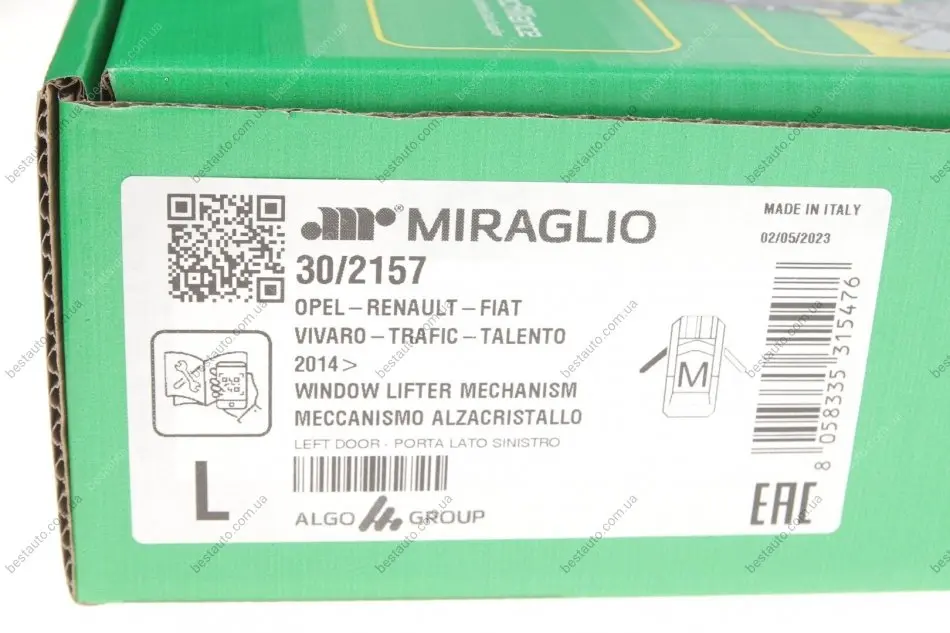 MIRAGLIO
MADE IN ITALY
02/05/2023
30/2157
OPEL – RENAULT – FIAT
VIVARO – TRAFIC – TALENTO
2014 >
WINDOW LIFTER MECHANISM
MECCANISMO ALZACRISTALLO
LEFT DOOR - PORTA LATO SINISTRO
M
8 058335 315476
L
ALGO GROUP
EAC
bestauto.com.ua